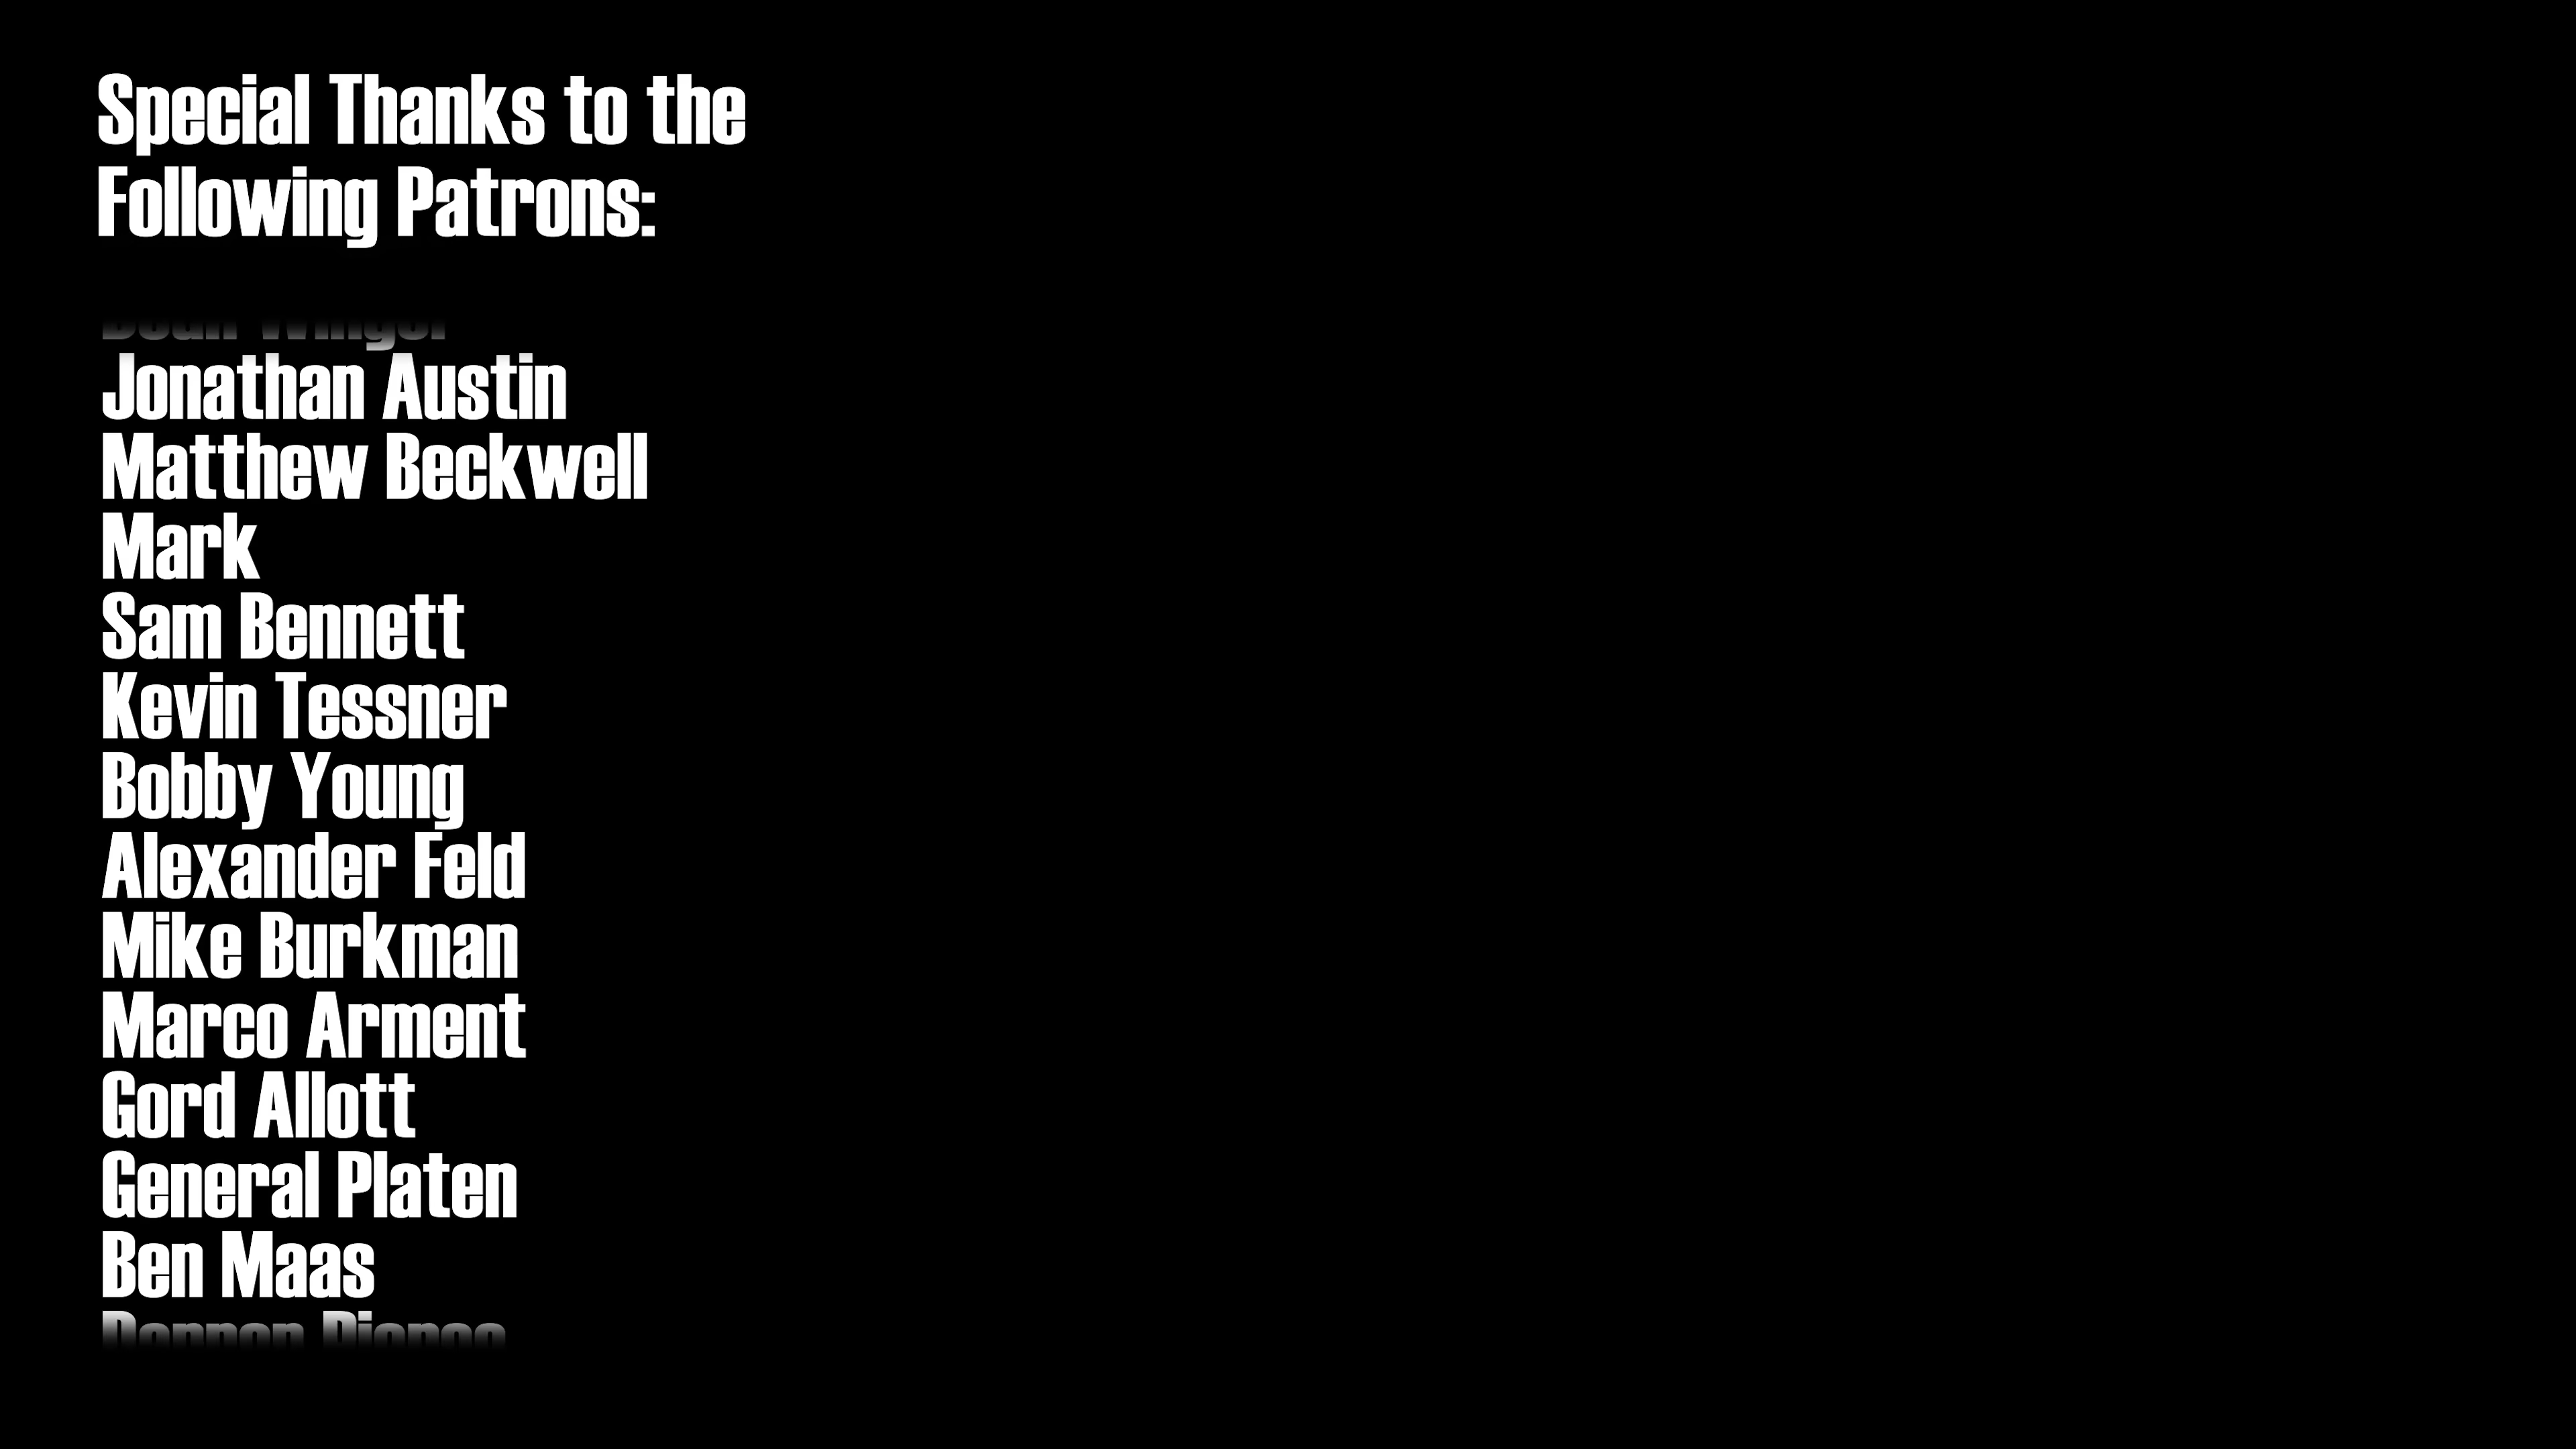 Special Thanks to the
Following Patrons:
Jonathan Austin
Matthew Beckwell
Mark
Sam Bennett
Kevin Tessner
Bobby Young
Alexander Feld
Mike Burkman
Marco Arment
Gord Allott
General Platen
Ben Maas